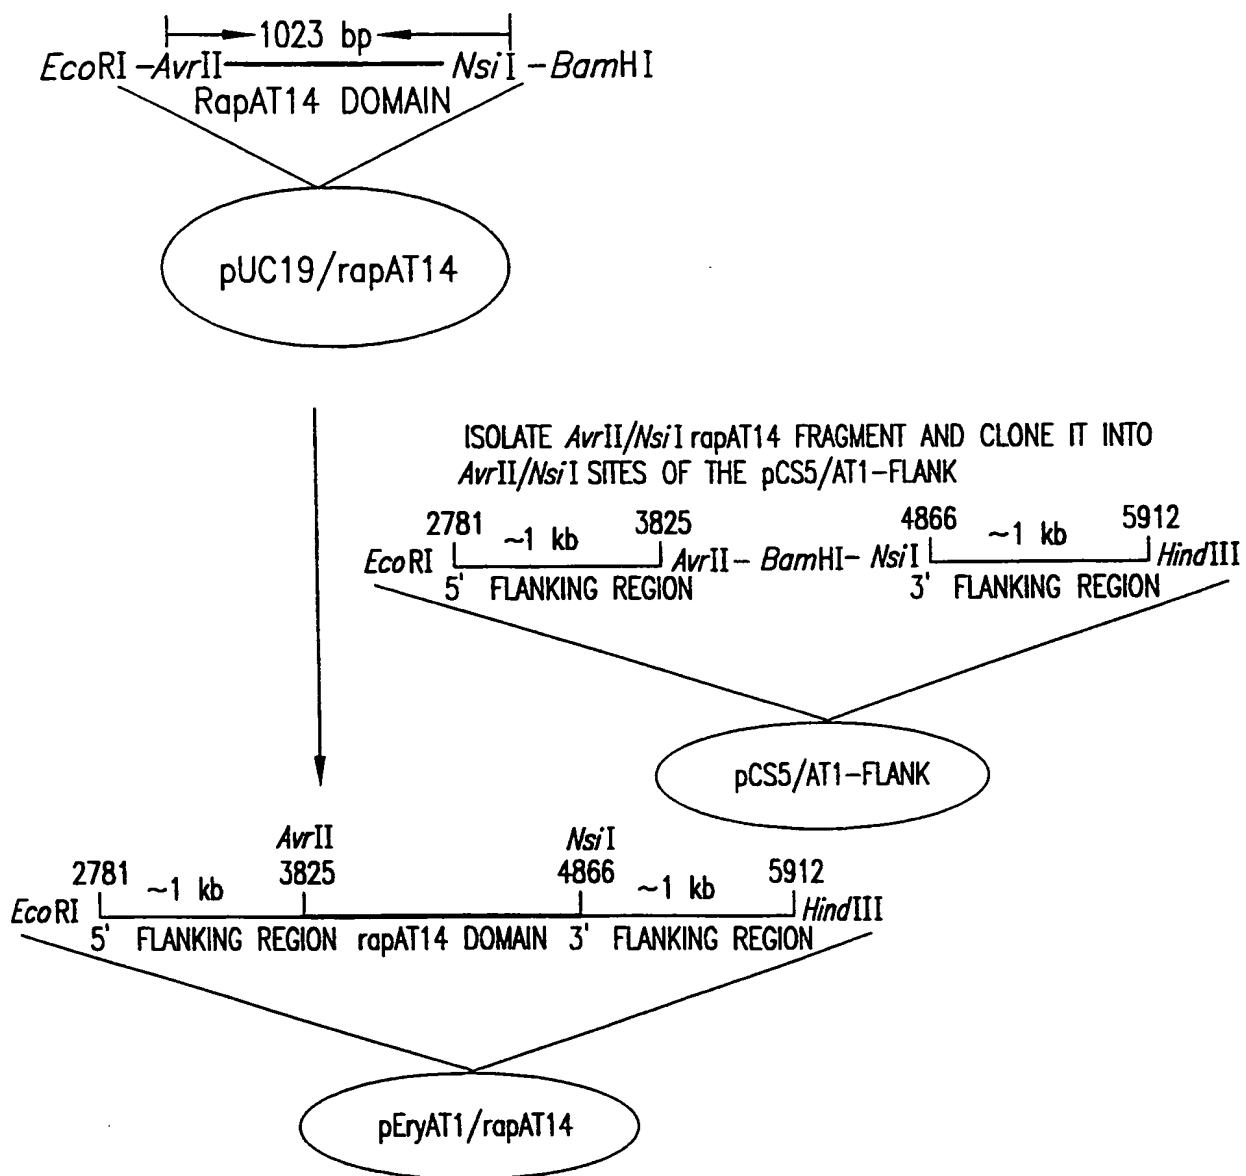 1023 bp
EcoRI-AvrII NsiI-BamHI
RapAT14 DOMAIN
pUC19/rapAT14
ISOLATE AvrII/NsiI rapAT14 FRAGMENT AND CLONE IT INTO
AvrII/NsiI SITES OF THE pCS5/AT1-FLANK
2781 ~1 kb 3825 4866 ~1 kb 5912
EcoRI AvrII- BamHI- NsiI HindIII
5' FLANKING REGION 3' FLANKING REGION
pCS5/AT1-FLANK
AvrII NsiI
2781 ~1 kb 3825 4866 ~1 kb 5912
EcoRI HindIII
5' FLANKING REGION rapAT14 DOMAIN 3' FLANKING REGION
pEryAT1/rapAT14